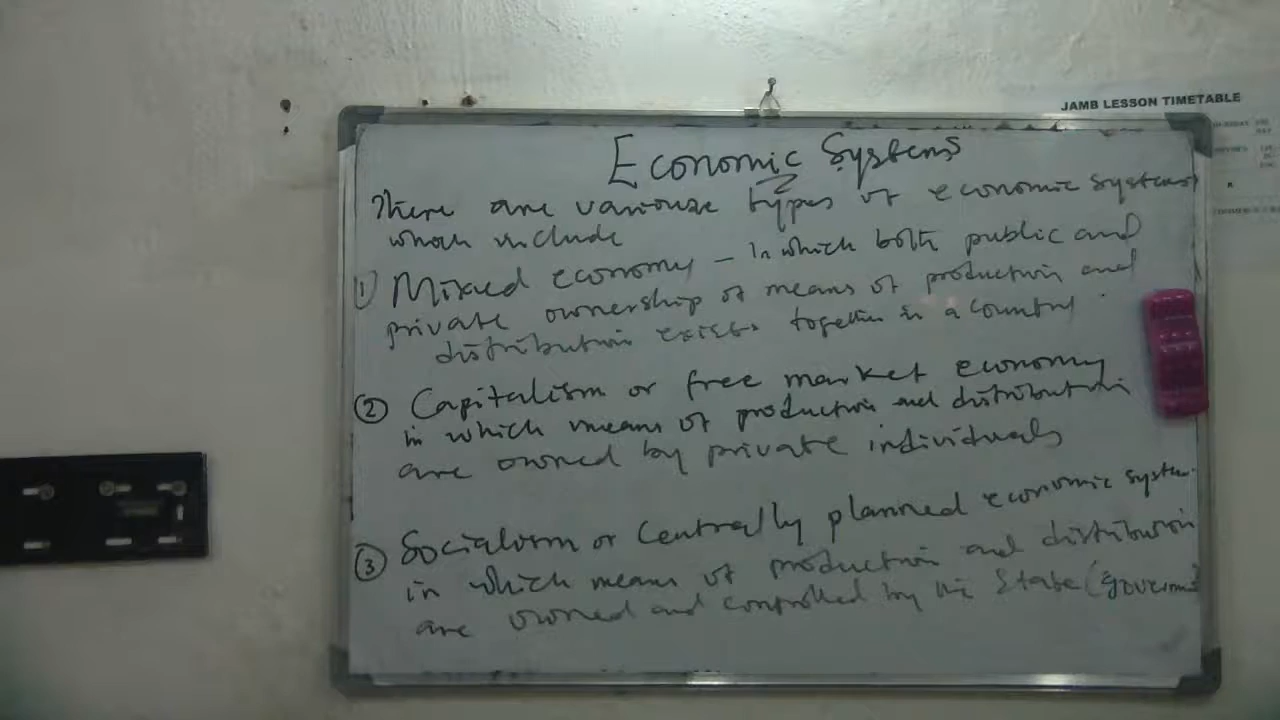 JAMB LESSON TIMETABLE
Economic Systems
There are various types of economic systems
which include
1) Mixed economy - In which both public and
private ownership of means of production and
distribution exists together in a country.
② Capitalism or free market economy
in which means of production and distribution
are owned by private individuals
③ Socialism or Centrally planned economic system
in which means of production and distribution
are owned and controlled by the State (Governm